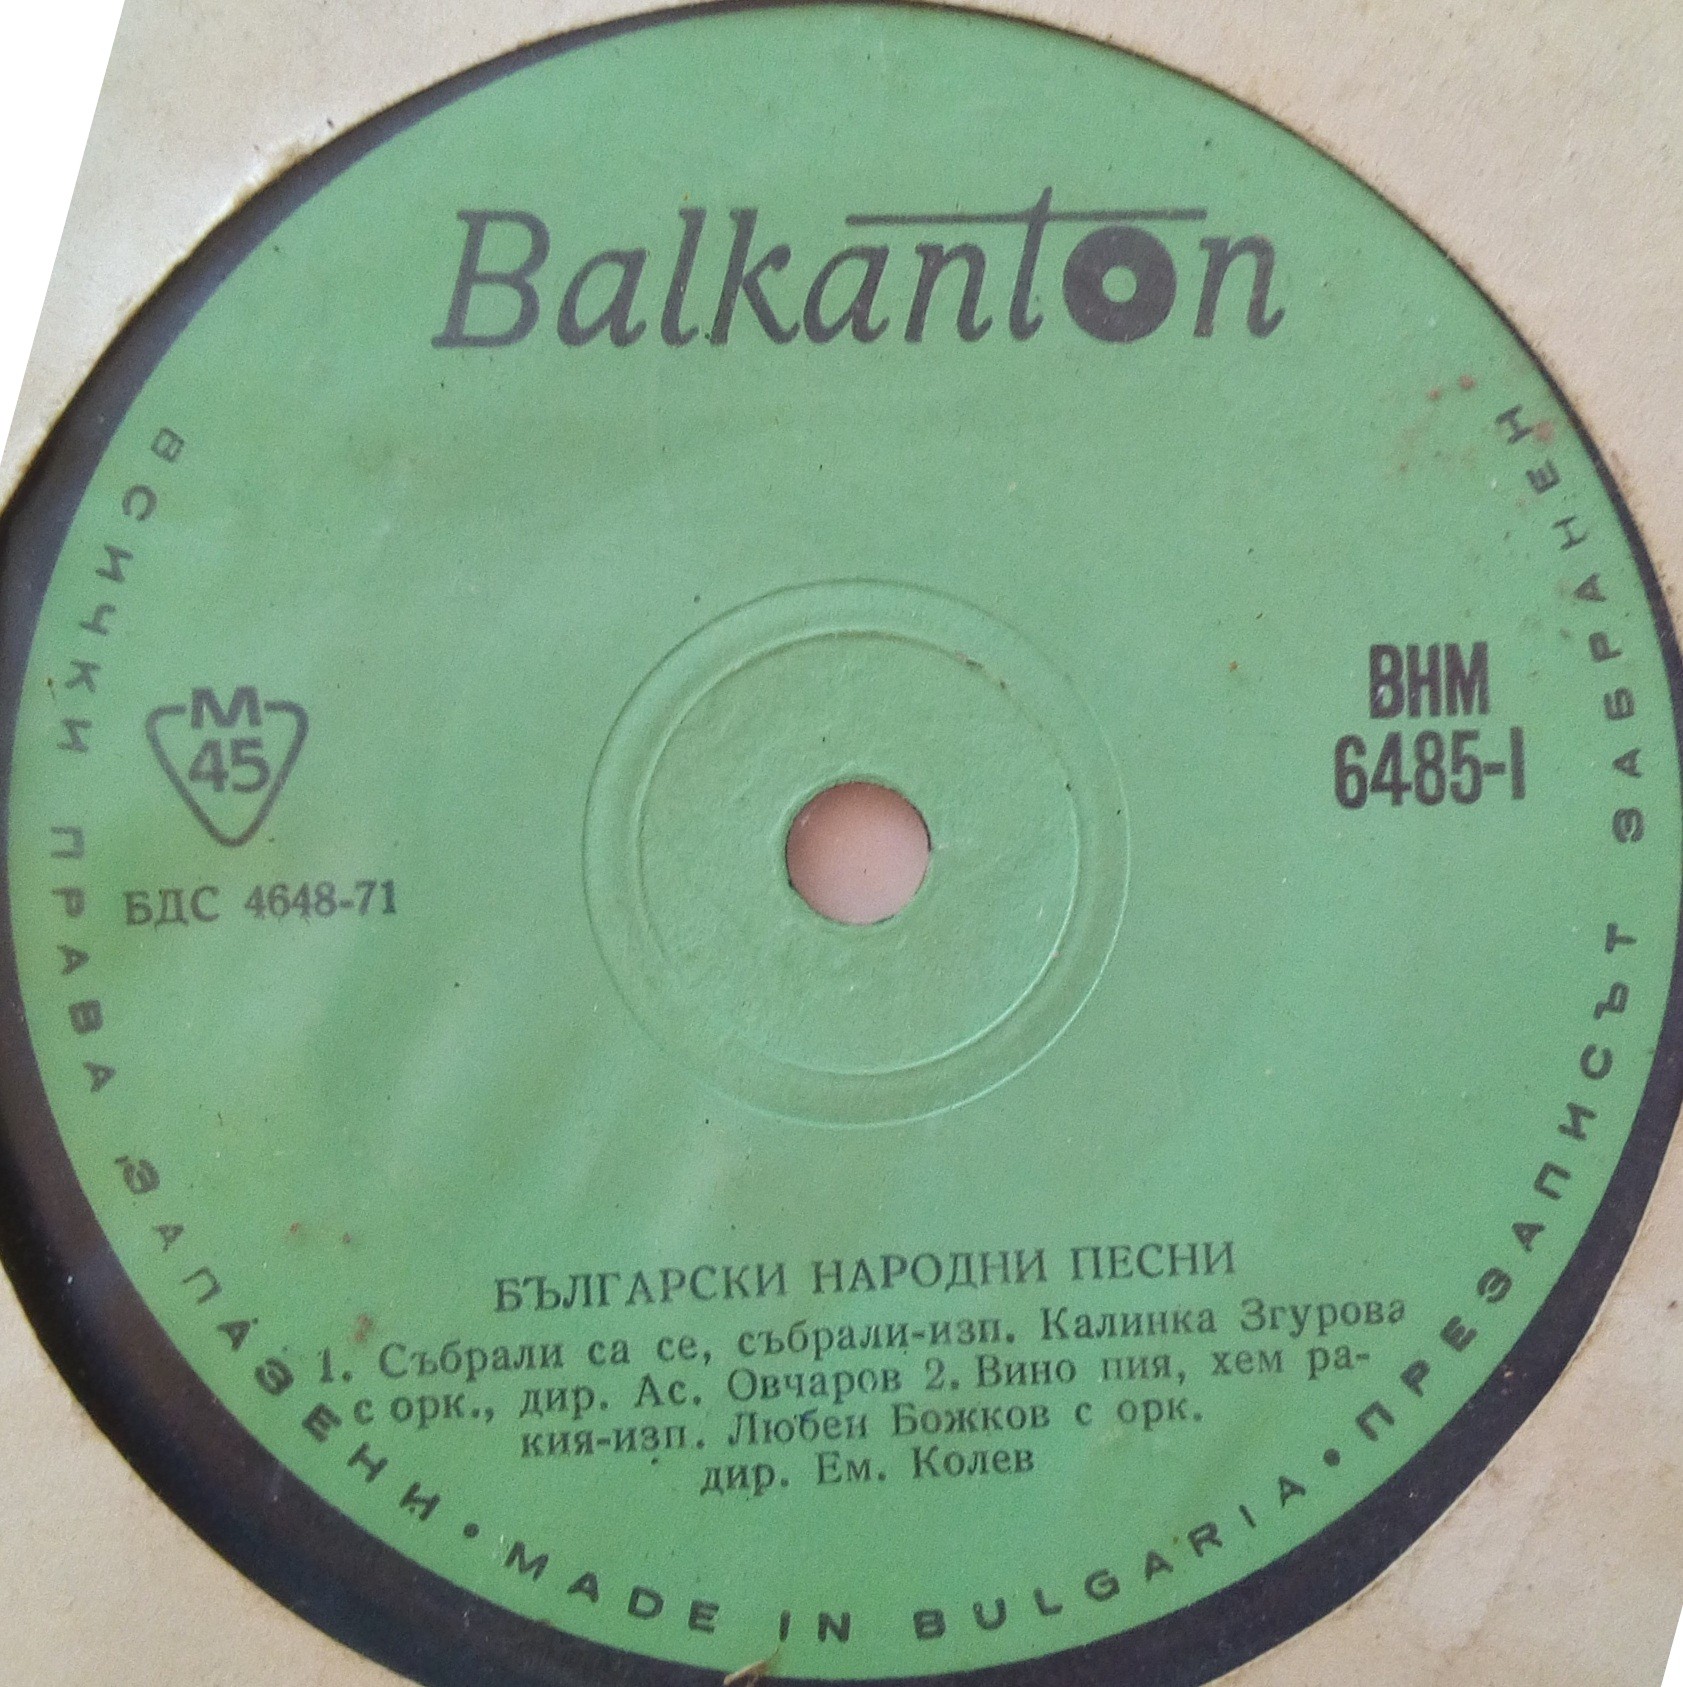 Balkanton
М
45
БДС 4648-71
ВНМ
6485-I
БЪЛГАРСКИ НАРОДНИ ПЕСНИ
1. Събрали са се, събрали-изп. Калинка Згурова
с орк., дир. Ас. Овчаров 2. Вино пия, хем ра-
кия-изп. Любен Божков с орк.
дир. Ем. Колев
ВСИЧКИ ПРАВА ЗАПАЗЕНИ • MADE IN BULGARIA • ПРЕЗАПИСЪТ ЗАБРАНЕН